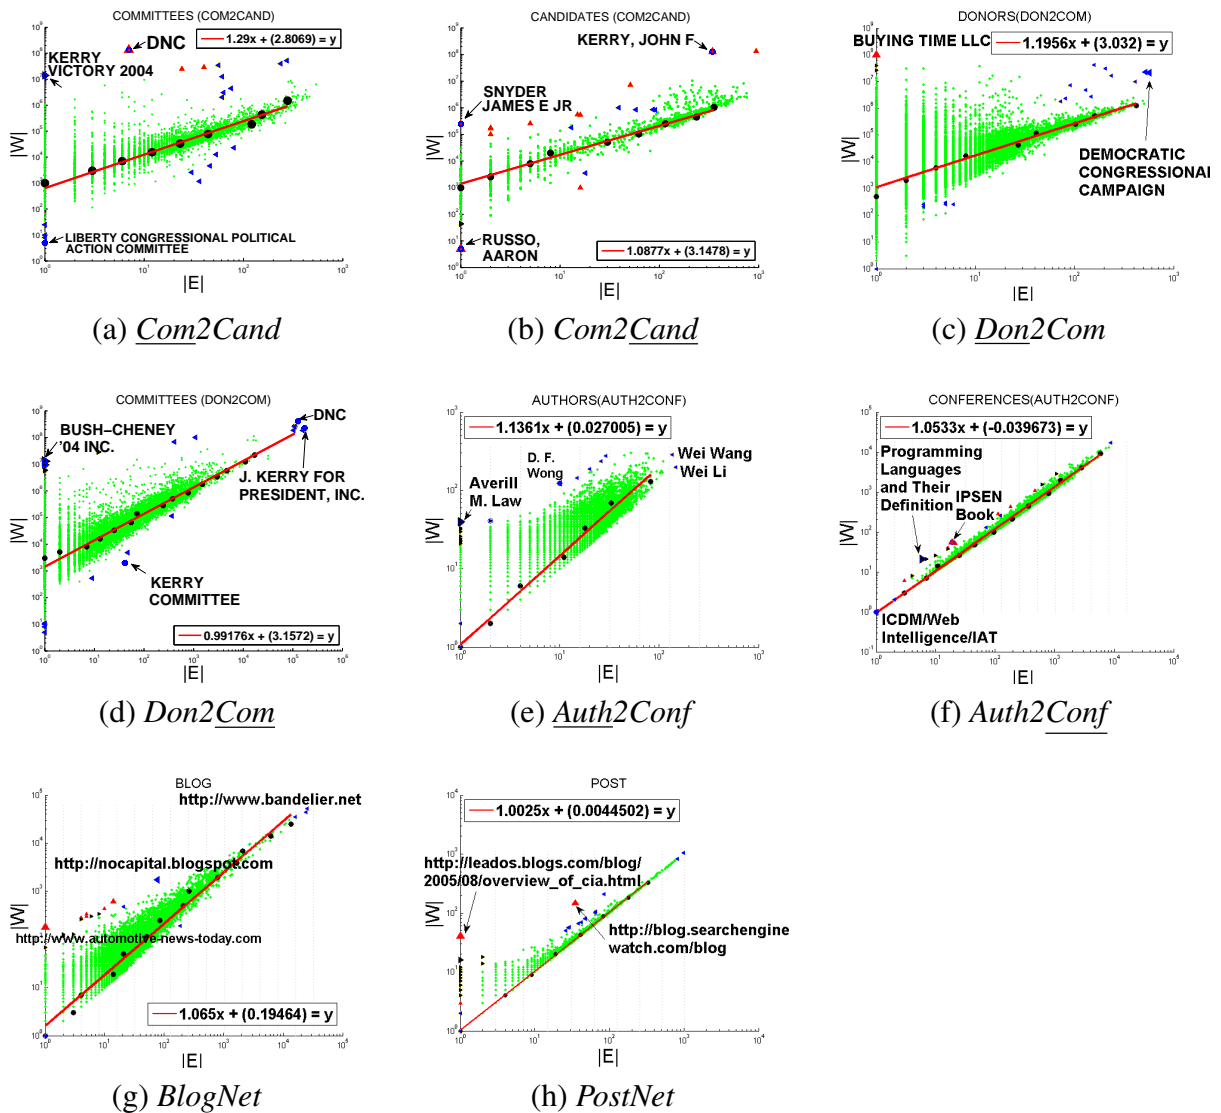 COMMITTEES (COM2CAND)
1.29x + (2.8069) = y
DNC
KERRY
VICTORY 2004
LIBERTY CONGRESSIONAL POLITICAL
ACTION COMMITTEE
|W|
|E|
(a) Com2Cand
CANDIDATES (COM2CAND)
KERRY, JOHN F
SNYDER
JAMES E JR
RUSSO,
AARON
1.0877x + (3.1478) = y
|W|
|E|
(b) Com2Cand
DONORS(DON2COM)
BUYING TIME LLC
1.1956x + (3.032) = y
DEMOCRATIC
CONGRESSIONAL
CAMPAIGN
|W|
|E|
(c) Don2Com
COMMITTEES (DON2COM)
BUSH-CHENEY
'04 INC.
DNC
J. KERRY FOR
PRESIDENT, INC.
KERRY
COMMITTEE
0.99176x + (3.1572) = y
|W|
|E|
(d) Don2Com
AUTHORS(AUTH2CONF)
1.1361x + (0.027005) = y
D. F.
Wong
Wei Wang
Wei Li
Averill
M. Law
|W|
|E|
(e) Auth2Conf
CONFERENCES(AUTH2CONF)
1.0533x + (-0.039673) = y
Programming
Languages
and Their
Definition
IPSEN
Book
ICDM/Web
Intelligence/IAT
|W|
|E|
(f) Auth2Conf
BLOG
http://www.bandelier.net
http://nocapital.blogspot.com
http://www.automotive-news-today.com
1.065x + (0.19464) = y
|W|
|E|
(g) BlogNet
POST
1.0025x + (0.0044502) = y
http://leados.blogs.com/blog/
2005/08/overview_of_cia.html
http://blog.searchengine
watch.com/blog
|W|
|E|
(h) PostNet